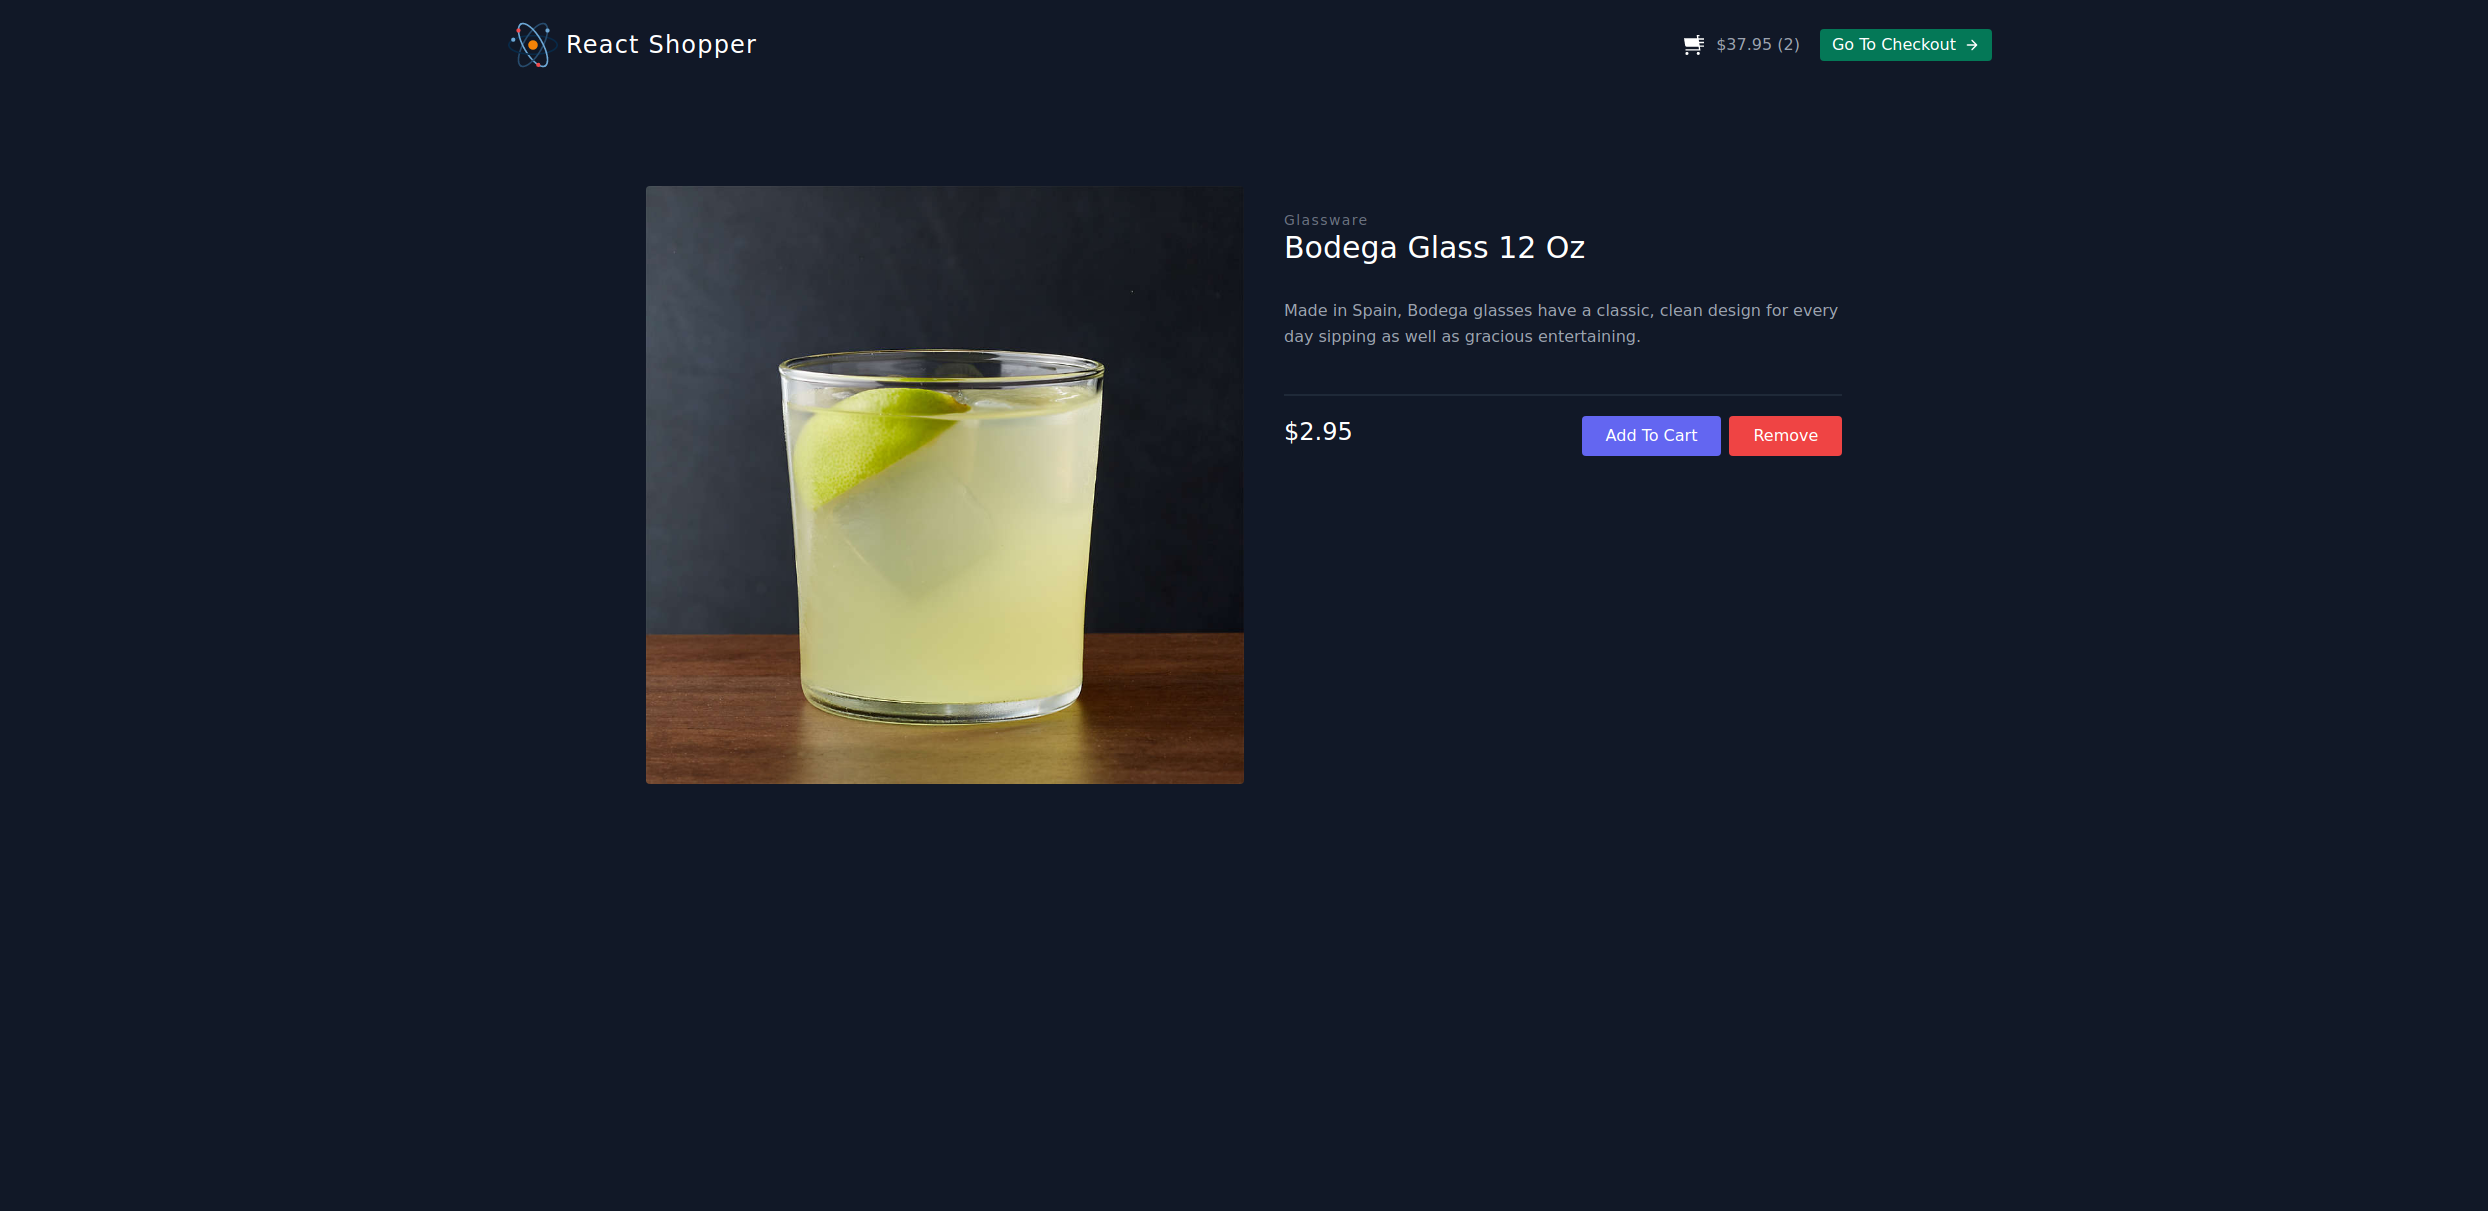 React Shopper
$37.95 (2)
Go To Checkout
Glassware
Bodega Glass 12 Oz
Made in Spain, Bodega glasses have a classic, clean design for every
day sipping as well as gracious entertaining.
$2.95
Add To Cart
Remove